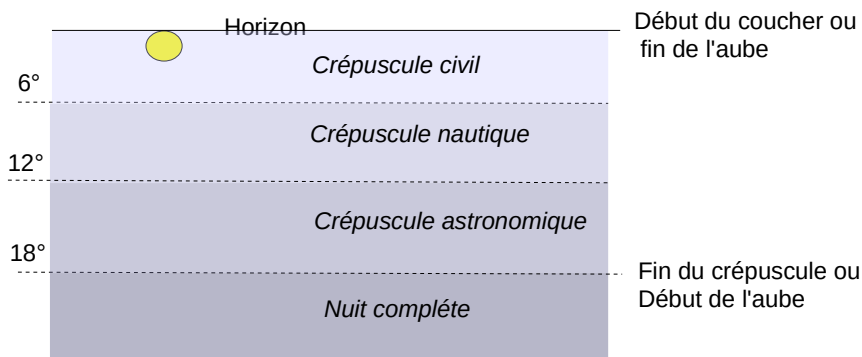 Horizon
Début du coucher ou
fin de l'aube
Crépuscule civil
6°
Crépuscule nautique
12°
Crépuscule astronomique
18°
Fin du crépuscule ou
Début de l'aube
Nuit compléte